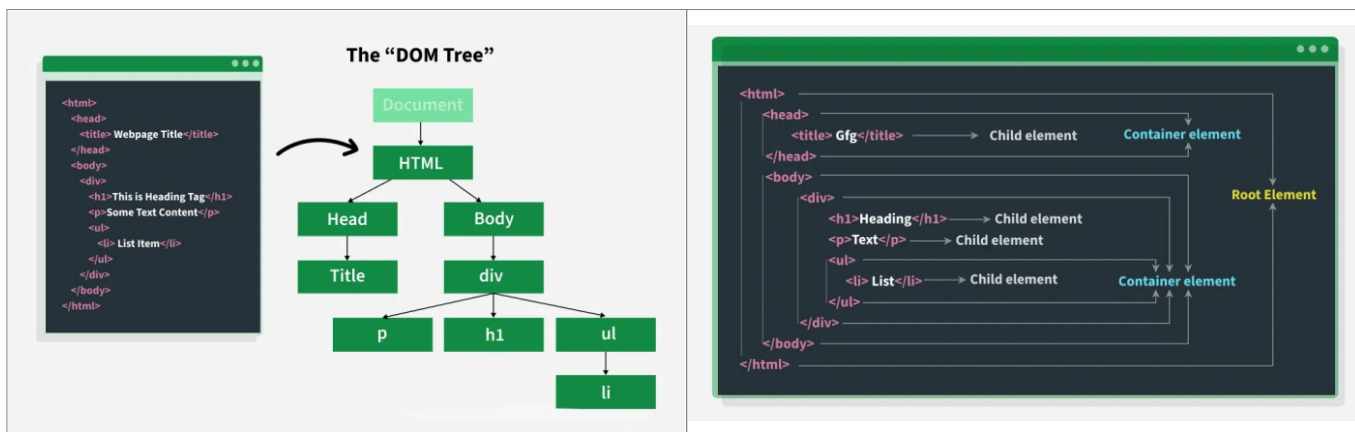 The “DOM Tree”
<html>
<head>
<title> Webpage Title</title>
</head>
<body>
<div>
<h1>This is Heading Tag</h1>
<p>Some Text Content</p>
<ul>
<li> List Item</li>
</ul>
</div>
</body>
</html>
Document
HTML
Head Body
Title div
p h1 ul
li
<html>
<head>
<title> Gfg</title> Child element Container element
</head>
<body>
<div> Root Element
<h1>Heading</h1> Child element
<p>Text</p> Child element
<ul>
<li> List</li> Child element Container element
</ul>
</div>
</body>
</html>